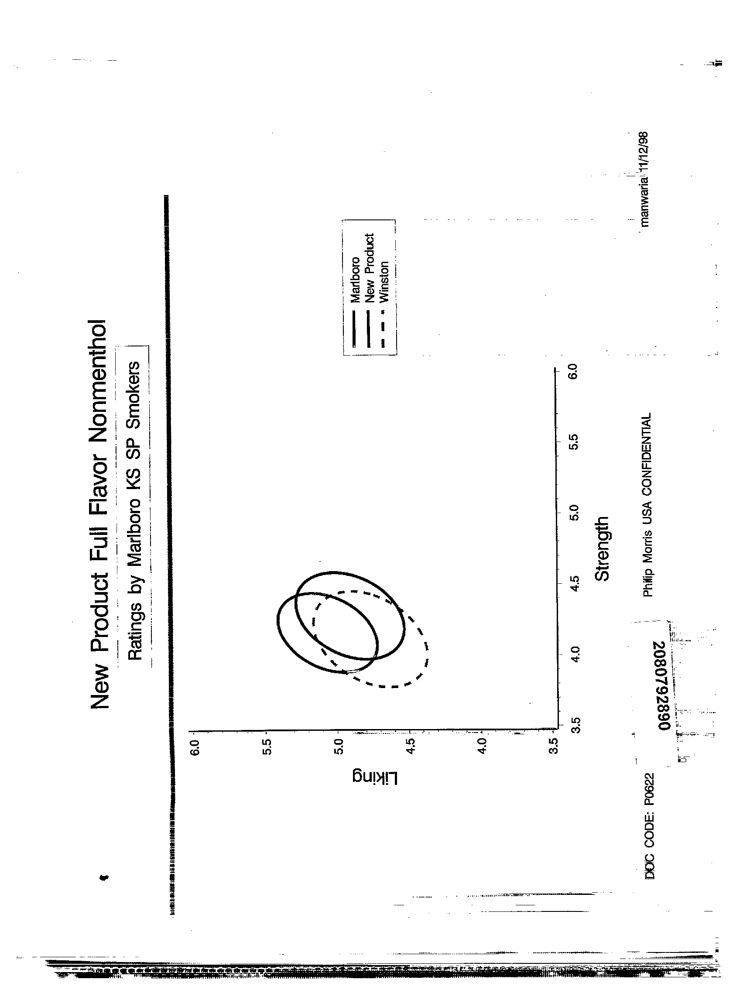 New Product Full Flavor Nonmenthol
Ratings by Marlboro KS SP Smokers
6.0
5.5
5.0
4.5
4.0
3.5
Liking
3.5
4.0
4.5
5.0
5.5
6.0
Strength
Marlboro
New Product
Winston
DOC CODE: P0622
2080792890
Philip Morris USA CONFIDENTIAL
manwaria 11/12/98